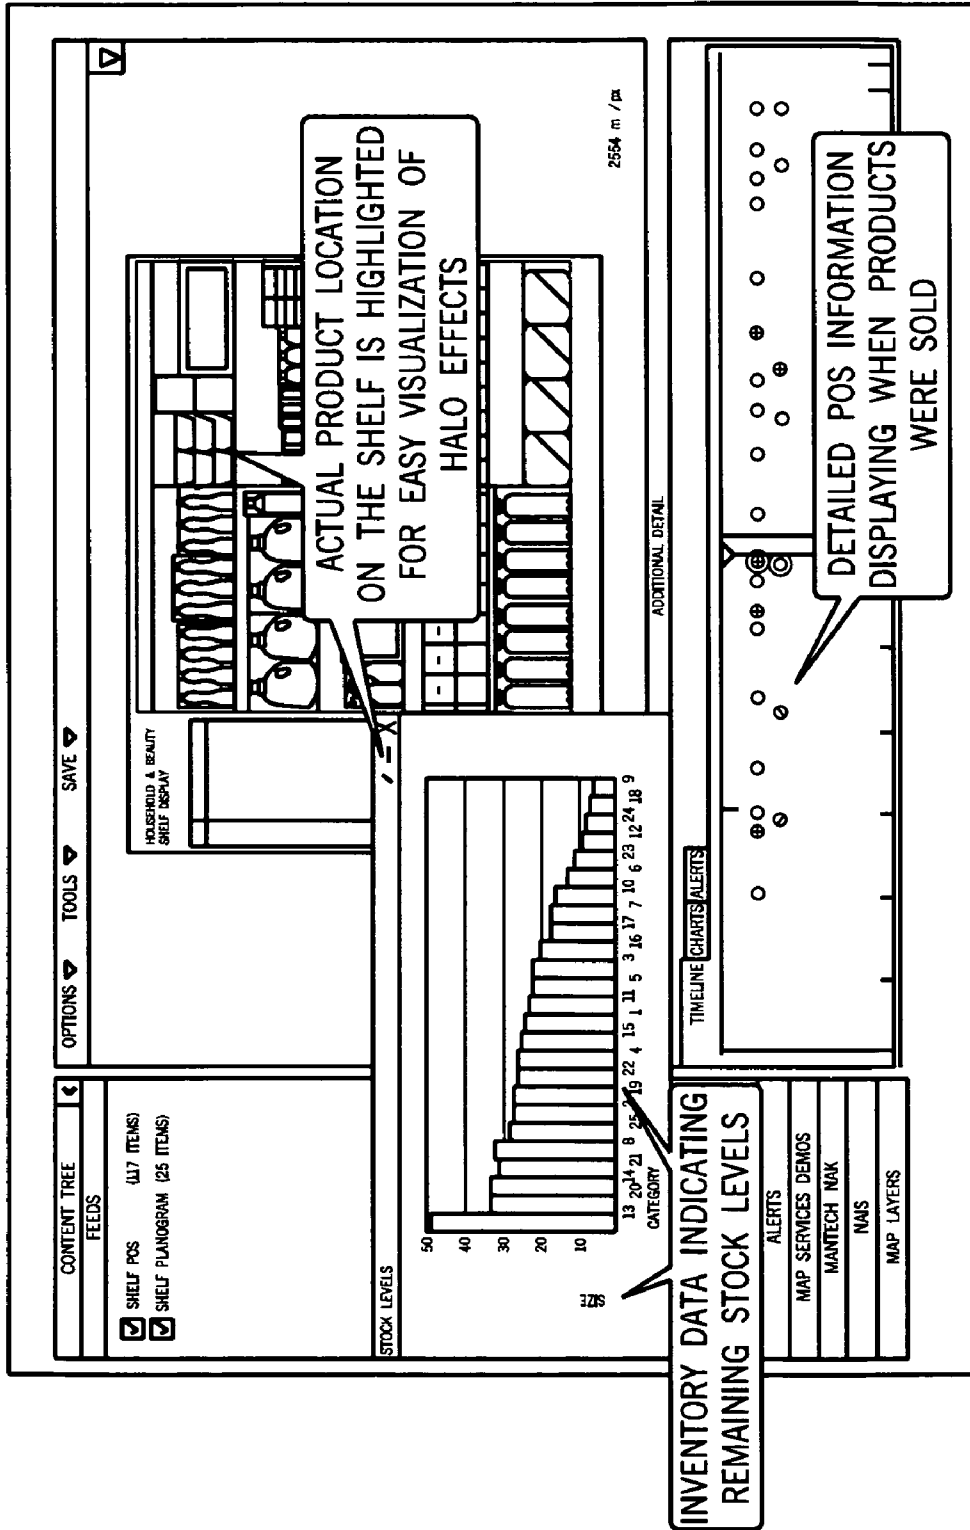 CONTENT TREE
FEEDS
SHELF POS (117 ITEMS)
SHELF PLANOGRAM (25 ITEMS)
OPTIONS
TOOLS
SAVE
HOUSEHOLD & BEAUTY
SHELF DISPLAY
ACTUAL PRODUCT LOCATION
ON THE SHELF IS HIGHLIGHTED
FOR EASY VISUALIZATION OF
HALO EFFECTS
2554 m / px
STOCK LEVELS
- X
SIZE
50
40
30
20
10
13 20 14 21 8 25 19 22 4 15 1 11 5 3 16 17 7 10 6 23 12 24 18 9
CATEGORY
INVENTORY DATA INDICATING
REMAINING STOCK LEVELS
ALERTS
MAP SERVICES DEMOS
MANTECH NAK
NAIS
MAP LAYERS
ADDITIONAL DETAIL
TIMELINE CHARTS ALERTS
DETAILED POS INFORMATION
DISPLAYING WHEN PRODUCTS
WERE SOLD